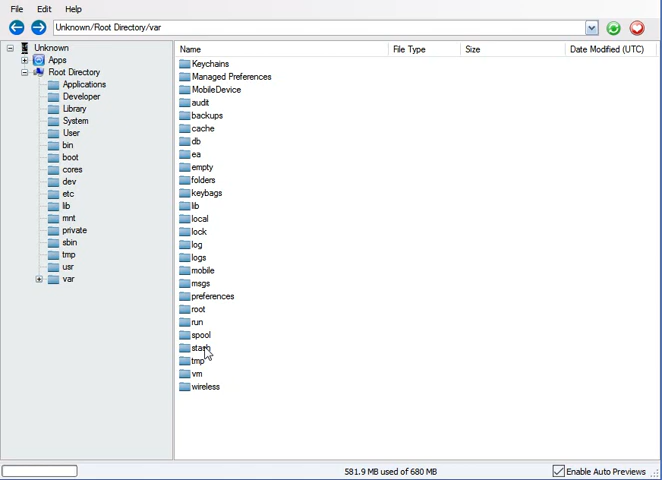 File Edit Help
Unknown/Root Directory/var
Unknown
Apps
Root Directory
Applications
Developer
Library
System
User
bin
boot
cores
dev
etc
lib
mnt
private
sbin
tmp
usr
var
Name File Type Size Date Modified (UTC)
Keychains
Managed Preferences
MobileDevice
audit
backups
cache
db
ea
empty
folders
keybags
lib
local
lock
log
logs
mobile
msgs
preferences
root
run
spool
stash
tmp
vm
wireless
581.9 MB used of 680 MB
Enable Auto Previews